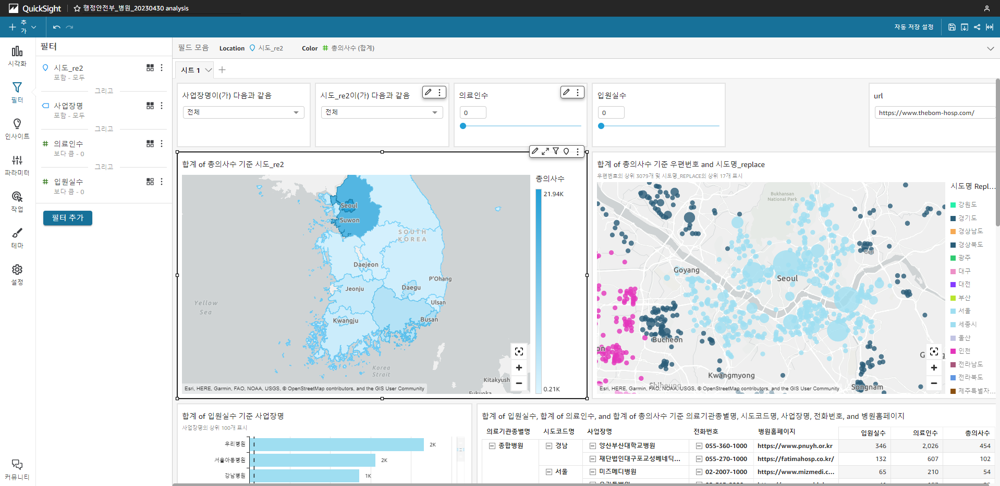 QuickSight
행정안전부_병원_20230430 analysis
추가
자동 저장 설정
시각화
필터
인사이트
파라미터
작업
테마
설정
커뮤니티
필터
시도_re2
포함 - 모두
그리고
사업장명
포함 - 모두
그리고
의료인수
보다 큼 - 0
그리고
입원실수
보다 큼 - 0
필터 추가
필드 모음 Location 시도_re2 Color 총의사수 (합계)
시트 1
사업장명이(가) 다음과 같음
전체
시도_re2이(가) 다음과 같음
전체
의료인수
0
입원실수
0
url
https://www.thebom-hosp.com/
합계 of 총의사수 기준 시도_re2
Seoul
Suwon
SOUTH
KOREA
Daejeon
P'Ohang
Jeonju
Daegu
Ulsan
Yellow
Sea
Kwangju
Busan
Korea
Strait
Kitakyush
Fukuoka
Esri, HERE, Garmin, FAO, NOAA, USGS, © OpenStreetMap contributors, and the GIS User Community
총의사수
21.94K
0.21K
합계 of 총의사수 기준 우편번호 and 시도명_replace
우편번호의 상위 3079개 및 시도명_REPLACE의 상위 17개 표시
Bukhansan
National Park
Guri
Goyang
Seoul
Bucheon
on
Kwangmyong
Shiheung
Songnam
Esri, HERE, Garmin, FAO, NOAA, USGS, © OpenStreetMap contributors, and the GIS User Community
시도명 Repl...
강원도
경기도
경상남도
경상북도
광주
대구
대전
부산
서울
세종시
울산
인천
전라남도
전라북도
제주특별자...
합계 of 입원실수 기준 사업장명
사업장명의 상위 100개 표시
우리병원 2K
서울아동병원 2K
강남병원 1K
합계 of 입원실수, 합계 of 의료인수, and 합계 of 총의사수 기준 의료기관종별명, 시도코드명, 사업장명, 전화번호, and 병원홈페이지
의료기관종별명 시도코드명 사업장명 전화번호 병원홈페이지 입원실수 의료인수 총의사수
종합병원 경남 양산부산대학교병원 055-360-1000 https://www.pnuyh.or.kr 346 2,026 454
재단법인대구포교성베네딕... 055-270-1000 https://fatimahosp.co.kr/ 132 607 102
서울 미즈메디병원 02-2007-1000 https://www.mizmedi.c... 65 210 54